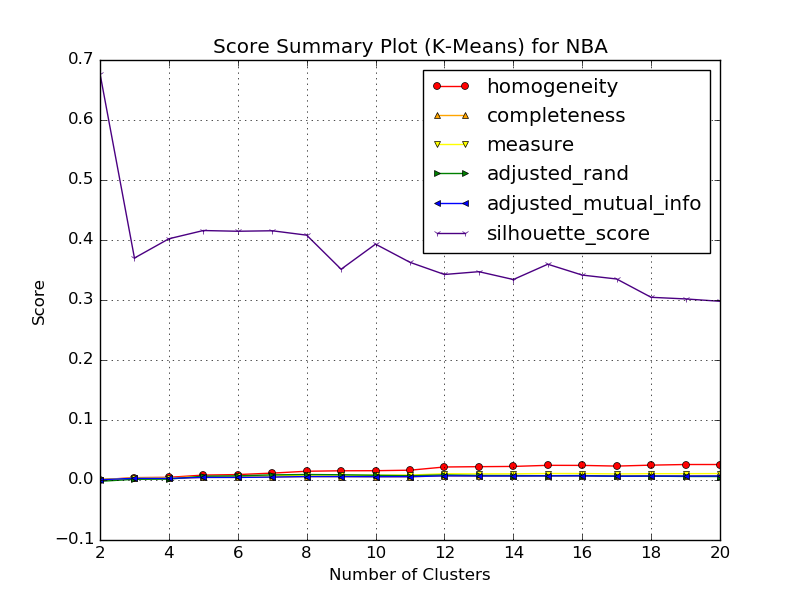 Score Summary Plot (K-Means) for NBA
0.7
0.6
0.5
0.4
0.3
0.2
0.1
0.0
−0.1
Score
homogeneity
completeness
measure
adjusted_rand
adjusted_mutual_info
silhouette_score
2 4 6 8 10 12 14 16 18 20
Number of Clusters